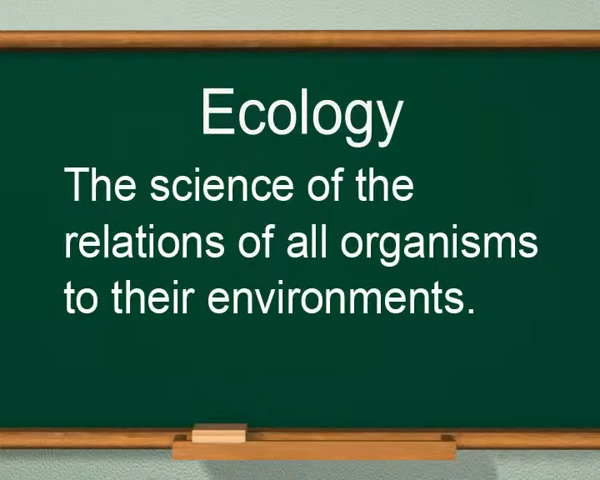 Ecology
The science of the
relations of all organisms
to their environments.